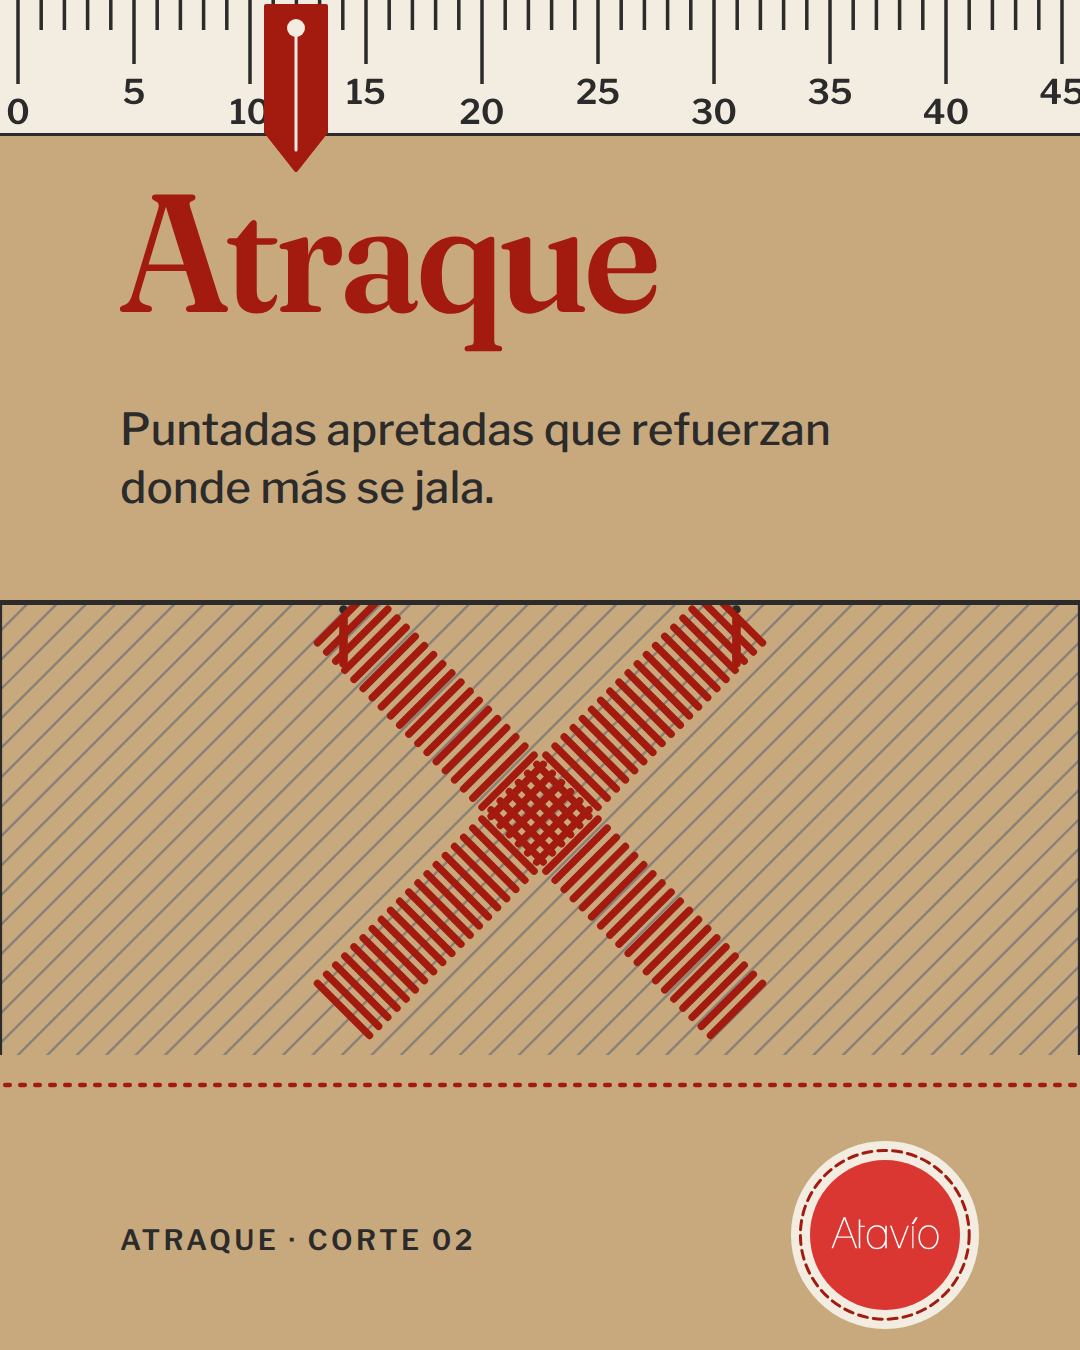 0 5 10 15 20 25 30 35 40 45
Atraque
Puntadas apretadas que refuerzan
donde más se jala.
ATRAQUE · CORTE 02
Atavío